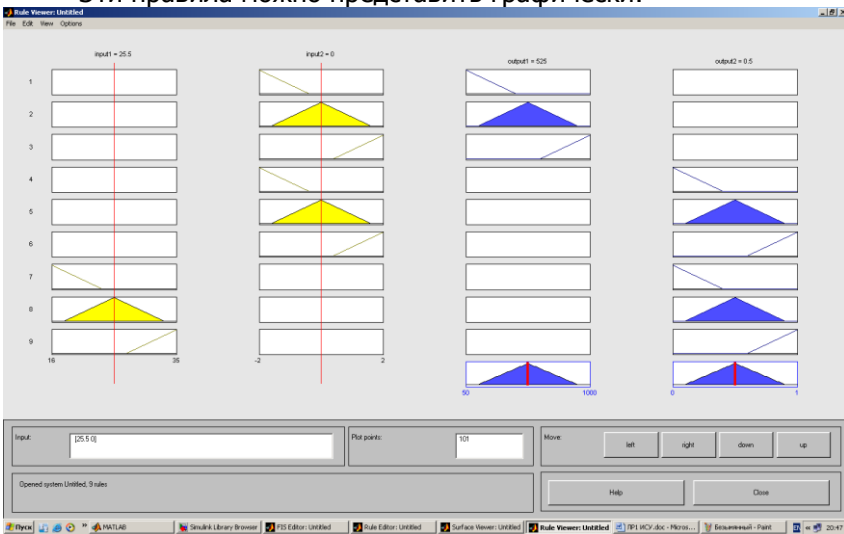 Эти правила можно представять графически:
Rule Viewer: Untitled
File Edit View Options
input1 = 25.5
input2 = 0
output1 = 525
output2 = 0.5
1
2
3
4
5
6
7
8
9
16 35
-2 2
50 1000
0 1
Input: [25.5 0]
Plot points: 101
Move: left right down up
Opened system Untitled, 9 rules
Help Close
Пуск MATLAB Simulink Library Browser FIS Editor: Untitled Rule Editor: Untitled Surface Viewer: Untitled Rule Viewer: Untitled ПР1 ИСУ.doc - Micros... Безымянный - Paint EN 20:47